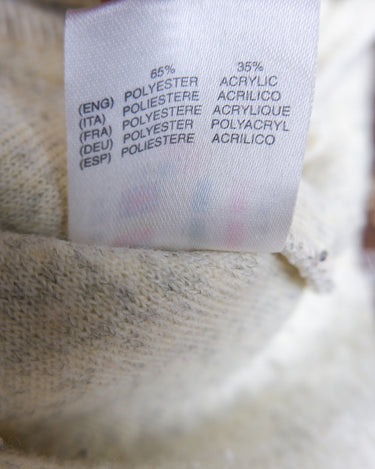 65% 35%
(ENG) POLYESTER ACRYLIC
(ITA) POLIESTERE ACRILICO
(FRA) POLYESTER ACRYLIQUE
(DEU) POLYESTER POLYACRYL
(ESP) POLIESTERE ACRILICO